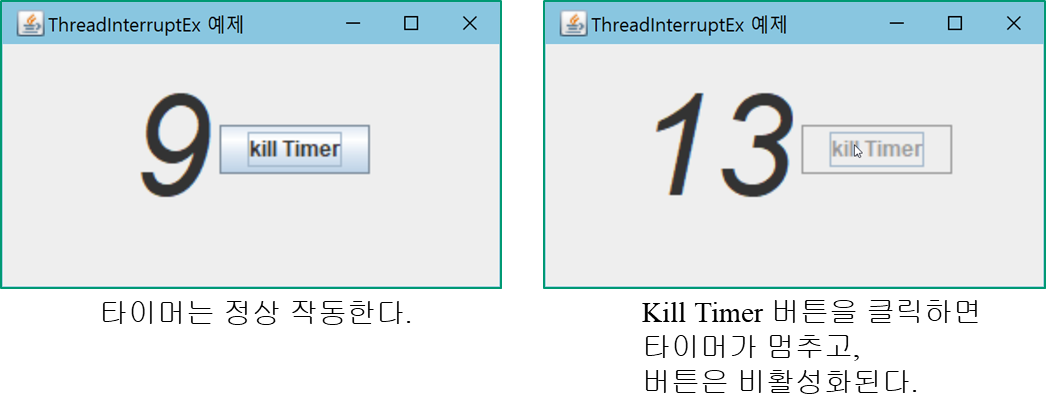 ThreadInterruptEx 예제
9
kill Timer
타이머는 정상 작동한다.
ThreadInterruptEx 예제
13
kill Timer
Kill Timer 버튼을 클릭하면
타이머가 멈추고,
버튼은 비활성화된다.